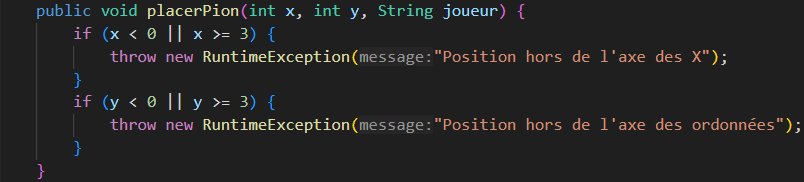 public void placerPion(int x, int y, String joueur) {
if (x < 0 || x >= 3) {
throw new RuntimeException(message:"Position hors de l'axe des X");
}
if (y < 0 || y >= 3) {
throw new RuntimeException(message:"Position hors de l'axe des ordonnées");
}
}